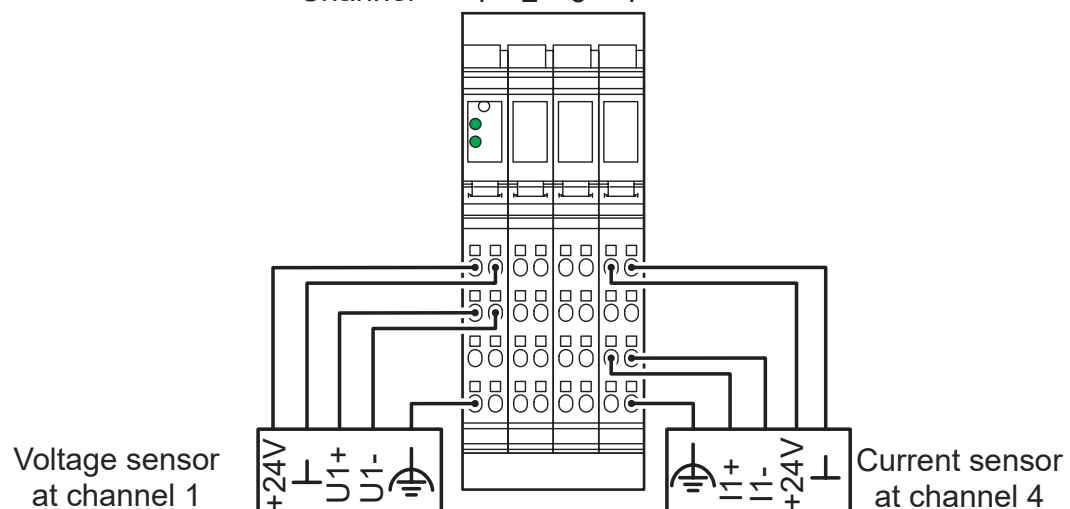 Voltage sensor
at channel 1
+24V
U1+
U1-
I1+
I1-
+24V
Current sensor
at channel 4